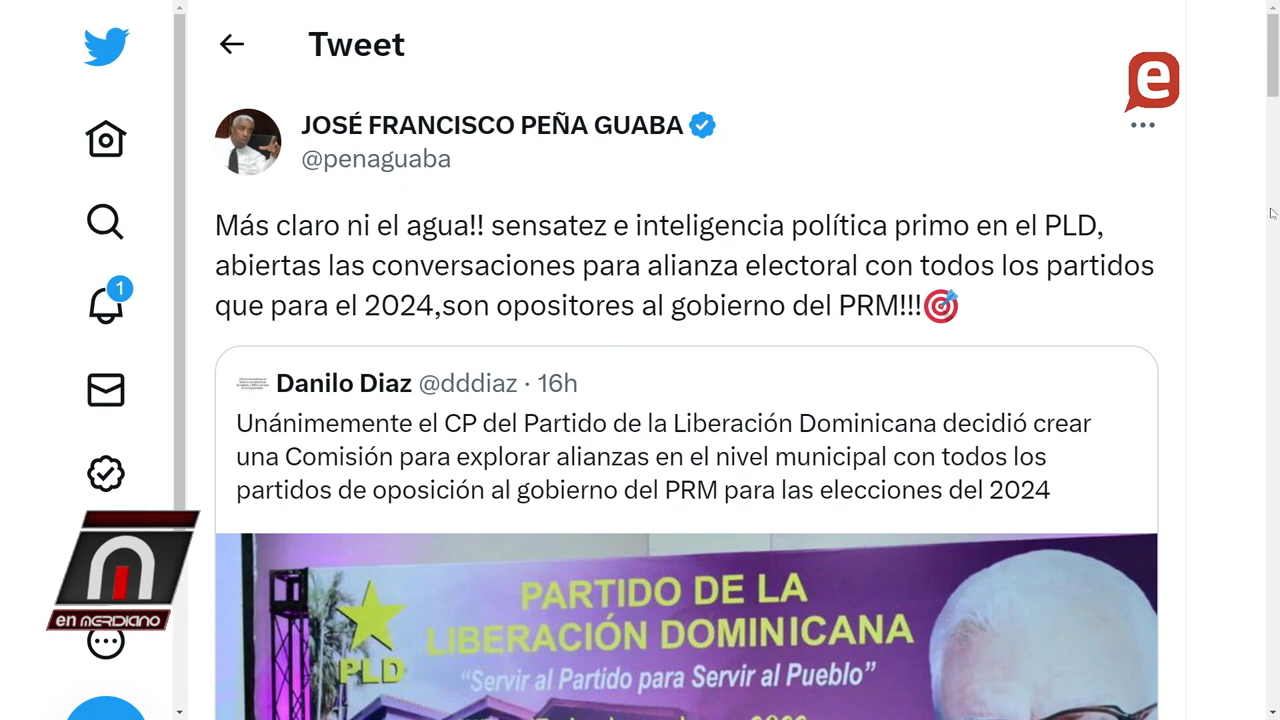 Tweet
e
JOSÉ FRANCISCO PEÑA GUABA
@penaguaba
Más claro ni el agua!! sensatez e inteligencia política primo en el PLD,
abiertas las conversaciones para alianza electoral con todos los partidos
que para el 2024,son opositores al gobierno del PRM!!!
1
Danilo Diaz @dddiaz · 16h
Unánimemente el CP del Partido de la Liberación Dominicana decidió crear
una Comisión para explorar alianzas en el nivel municipal con todos los
partidos de oposición al gobierno del PRM para las elecciones del 2024
PARTIDO DE LA
LIBERACIÓN DOMINICANA
PLD
“Servir al Partido para Servir al Pueblo”
en MERDIANO